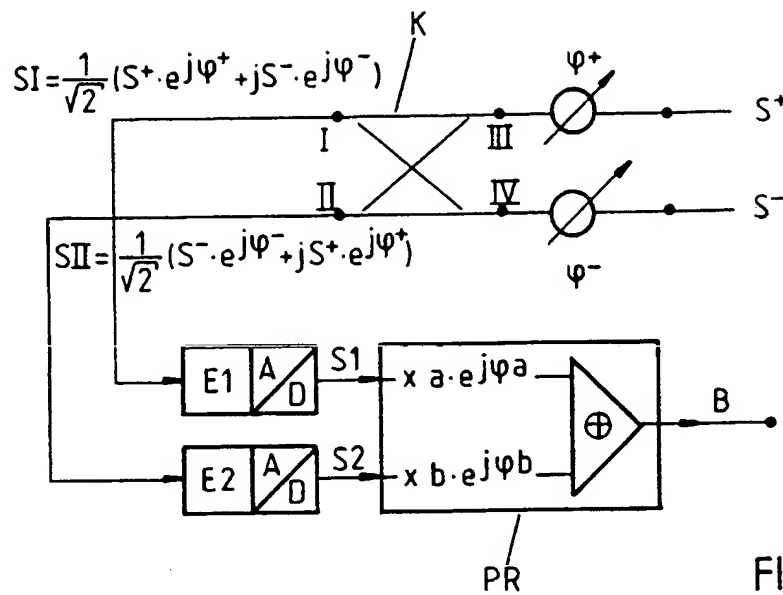 K
SI = 1/√2 (S⁺·e^jφ⁺ + jS⁻·e^jφ⁻)
φ+
S⁺
I
III
II
IV
S⁻
SII = 1/√2 (S⁻·e^jφ⁻ + jS⁺·e^jφ⁺)
φ-
E1 A D S1 x a·e^jφa
⊕ B
E2 A D S2 x b·e^jφb
PR